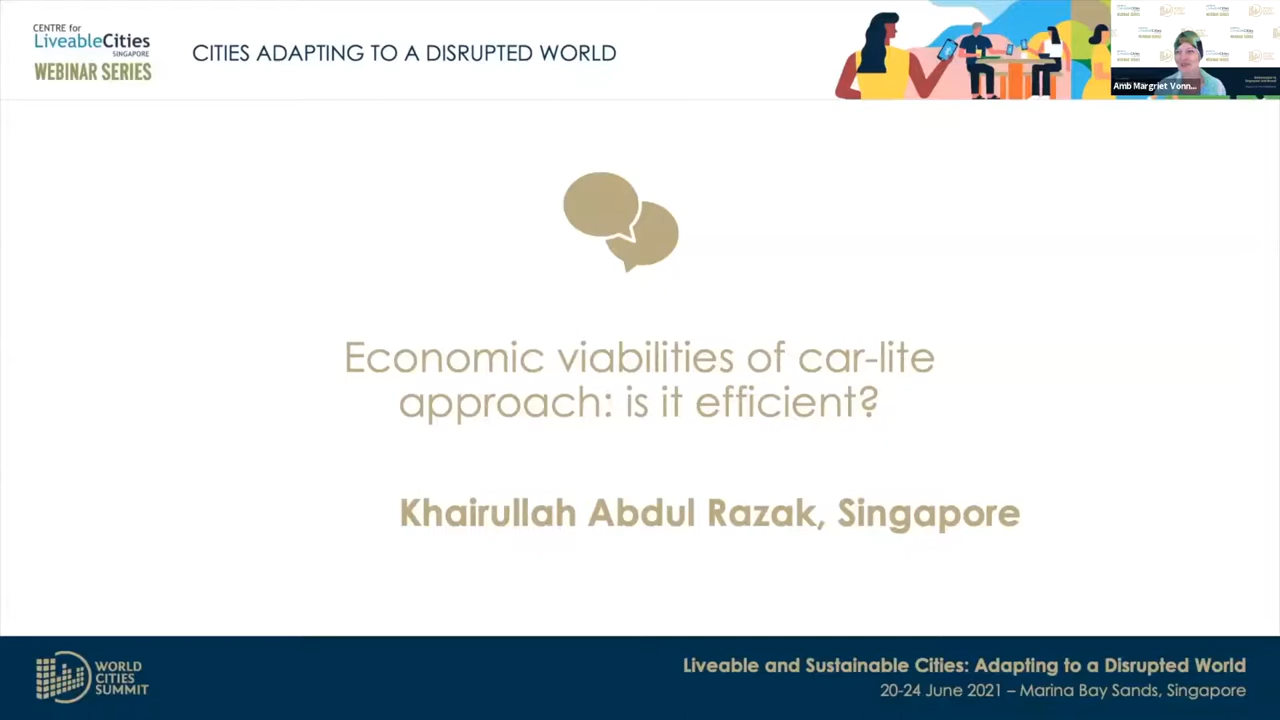 CENTRE for
LiveableCities
SINGAPORE
WEBINAR SERIES
CITIES ADAPTING TO A DISRUPTED WORLD
Amb Margriet Vonn...
Economic viabilities of car-lite
approach: is it efficient?
Khairullah Abdul Razak, Singapore
WORLD
CITIES
SUMMIT
Liveable and Sustainable Cities: Adapting to a Disrupted World
20-24 June 2021 – Marina Bay Sands, Singapore